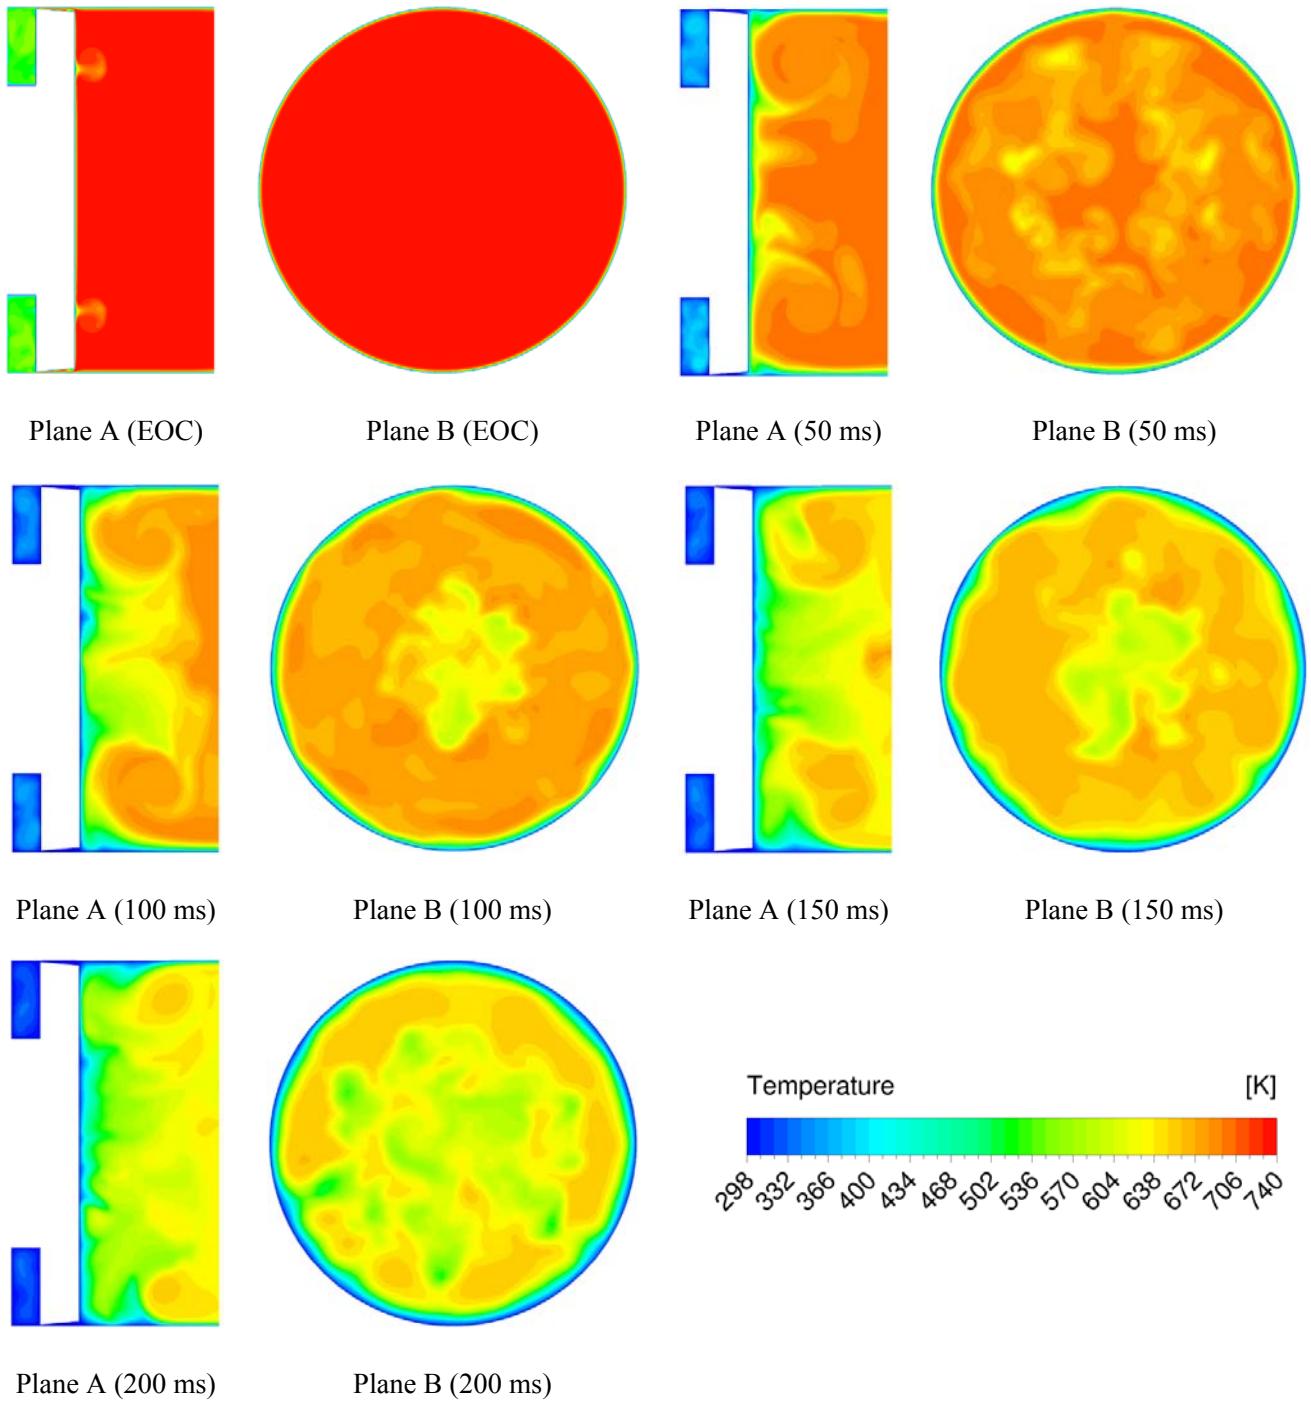 Plane A (EOC) Plane B (EOC) Plane A (50 ms) Plane B (50 ms)
Plane A (100 ms) Plane B (100 ms) Plane A (150 ms) Plane B (150 ms)
Temperature [K]
298 332 366 400 434 468 502 536 570 604 638 672 706 740
Plane A (200 ms) Plane B (200 ms)